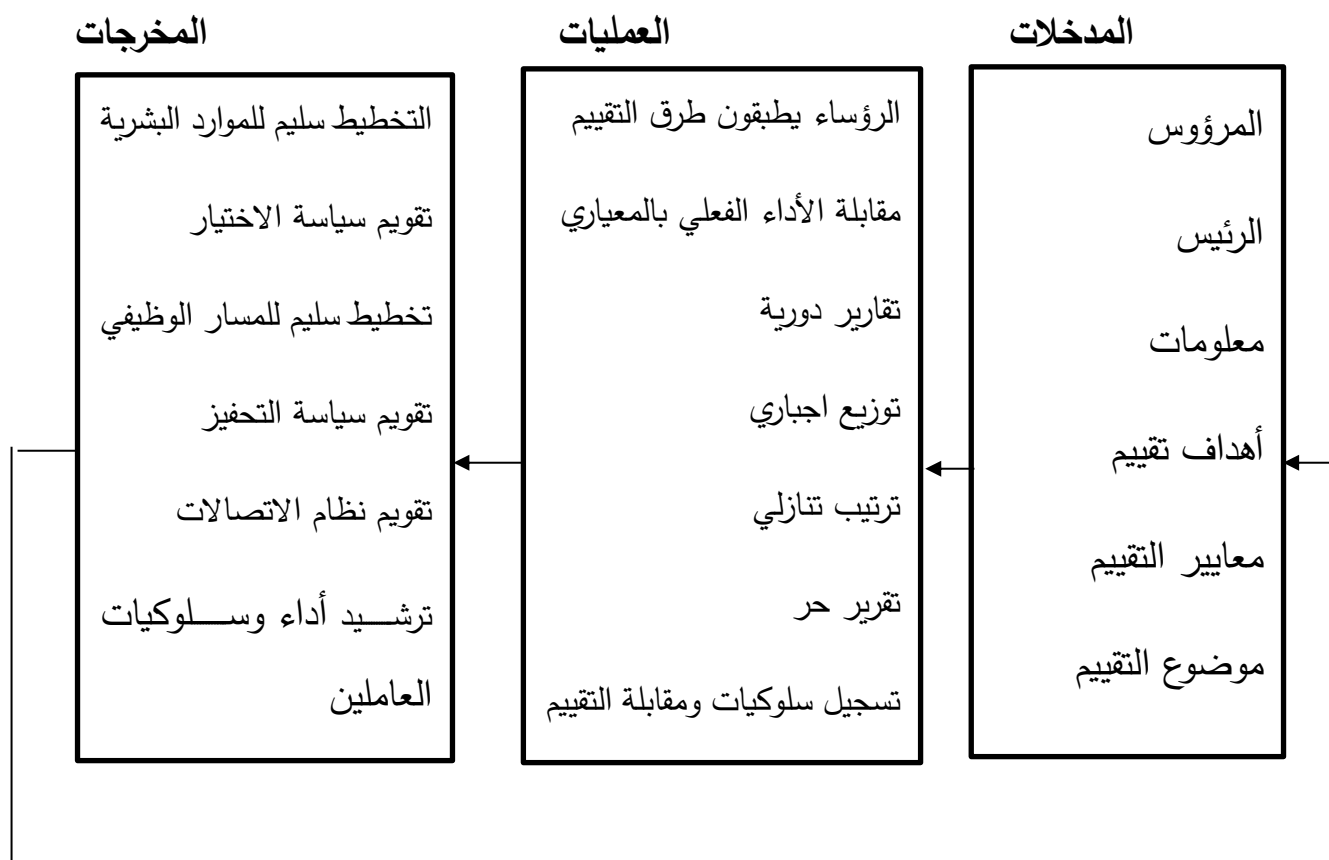 المدخلات
المرؤوس
الرئيس
معلومات
أهداف تقييم
معايير التقييم
موضوع التقييم
العمليات
الرؤساء يطبقون طرق التقييم
مقابلة الأداء الفعلي بالمعياري
تقارير دورية
توزيع اجباري
ترتيب تنازلي
تقرير حر
تسجيل سلوكيات ومقابلة التقييم
المخرجات
التخطيط سليم للموارد البشرية
تقويم سياسة الاختيار
تخطيط سليم للمسار الوظيفي
تقويم سياسة التحفيز
تقويم نظام الاتصالات
ترشـــيد أداء وســـلوكيات
العاملين